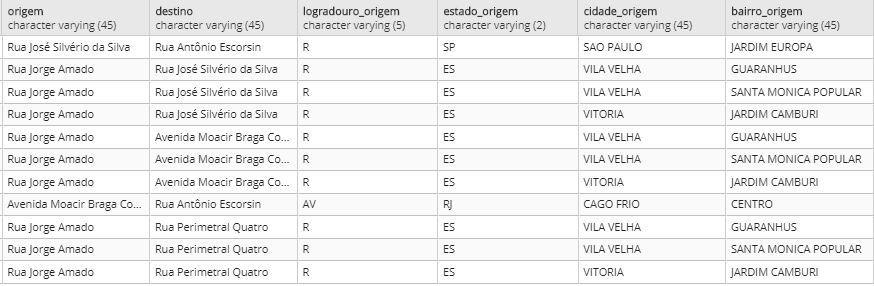 origem destino logradouro_origem estado_origem cidade_origem bairro_origem
character varying (45) character varying (45) character varying (5) character varying (2) character varying (45) character varying (45)
Rua José Silvério da Silva Rua Antônio Escorsin R SP SAO PAULO JARDIM EUROPA
Rua Jorge Amado Rua José Silvério da Silva R ES VILA VELHA GUARANHUS
Rua Jorge Amado Rua José Silvério da Silva R ES VILA VELHA SANTA MONICA POPULAR
Rua Jorge Amado Rua José Silvério da Silva R ES VITORIA JARDIM CAMBURI
Rua Jorge Amado Avenida Moacir Braga Co... R ES VILA VELHA GUARANHUS
Rua Jorge Amado Avenida Moacir Braga Co... R ES VILA VELHA SANTA MONICA POPULAR
Rua Jorge Amado Avenida Moacir Braga Co... R ES VITORIA JARDIM CAMBURI
Avenida Moacir Braga Co... Rua Antônio Escorsin AV RJ CAGO FRIO CENTRO
Rua Jorge Amado Rua Perimetral Quatro R ES VILA VELHA GUARANHUS
Rua Jorge Amado Rua Perimetral Quatro R ES VILA VELHA SANTA MONICA POPULAR
Rua Jorge Amado Rua Perimetral Quatro R ES VITORIA JARDIM CAMBURI